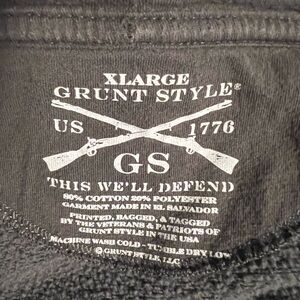 XLARGE
GRUNT STYLE®
US 1776
GS
THIS WE'LL DEFEND
80% COTTON 20% POLYESTER
GARMENT MADE IN EL SALVADOR
PRINTED, BAGGED, & TAGGED
BY THE VETERANS & PATRIOTS OF
GRUNT STYLE IN THE USA
MACHINE WASH COLD - TUMBLE DRY LOW
© GRUNT STYLE, LLC